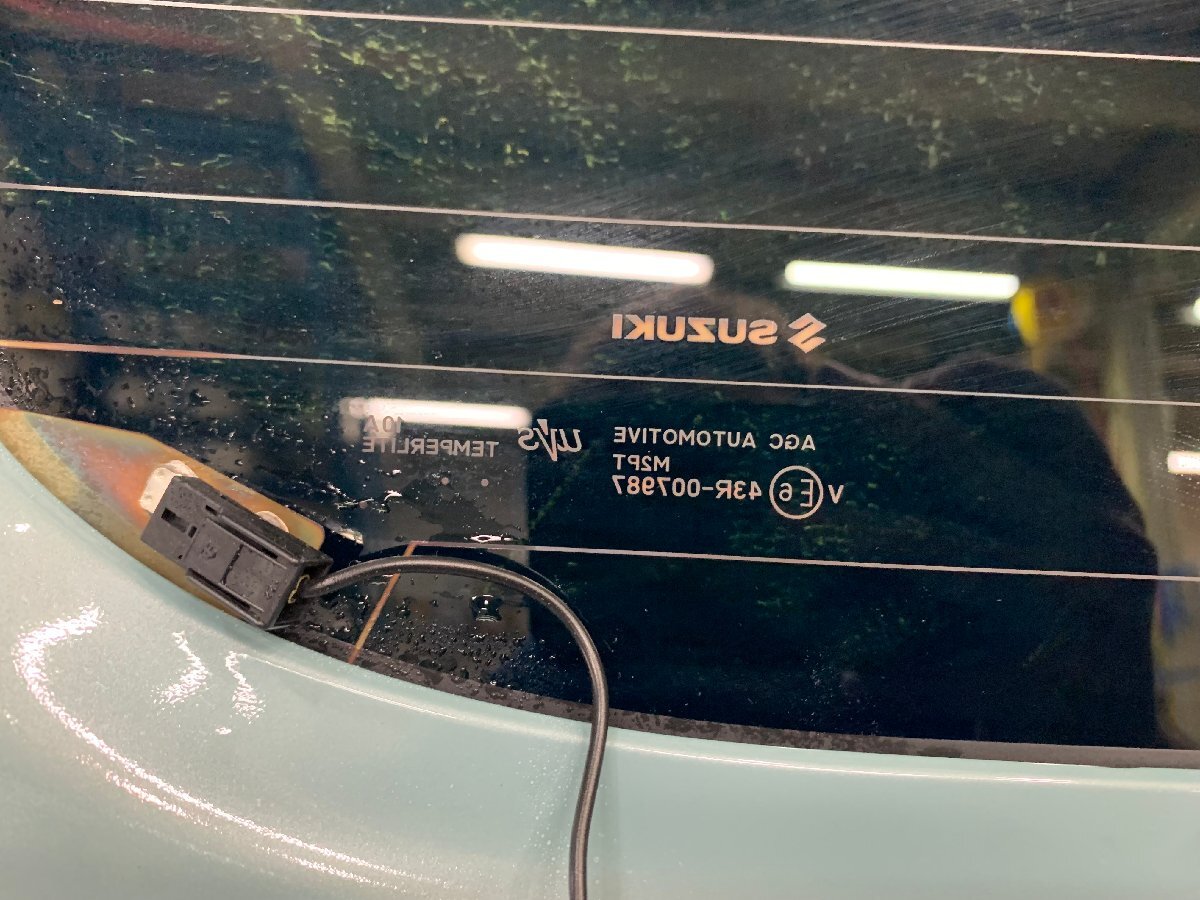 SUZUKI
AGC AUTOMOTIVE
M2PT
V E6 43R-007987
u/s
TEMPERLITE
10A